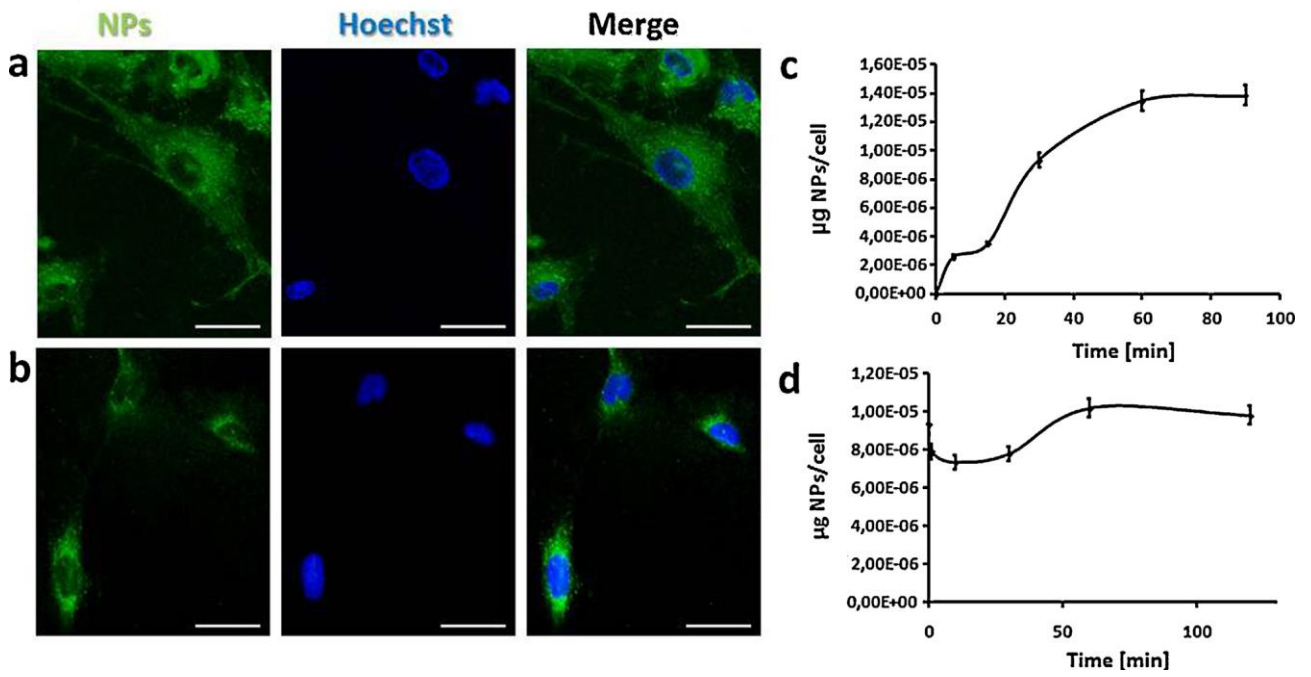 NPs Hoechst Merge
a
b
c
1,60E-05
1,40E-05
1,20E-05
1,00E-05
8,00E-06
6,00E-06
4,00E-06
2,00E-06
0,00E+00
µg NPs/cell
0 20 40 60 80 100
Time [min]
d
1,20E-05
1,00E-05
8,00E-06
6,00E-06
4,00E-06
2,00E-06
0,00E+00
µg NPs/cell
0 50 100
Time [min]